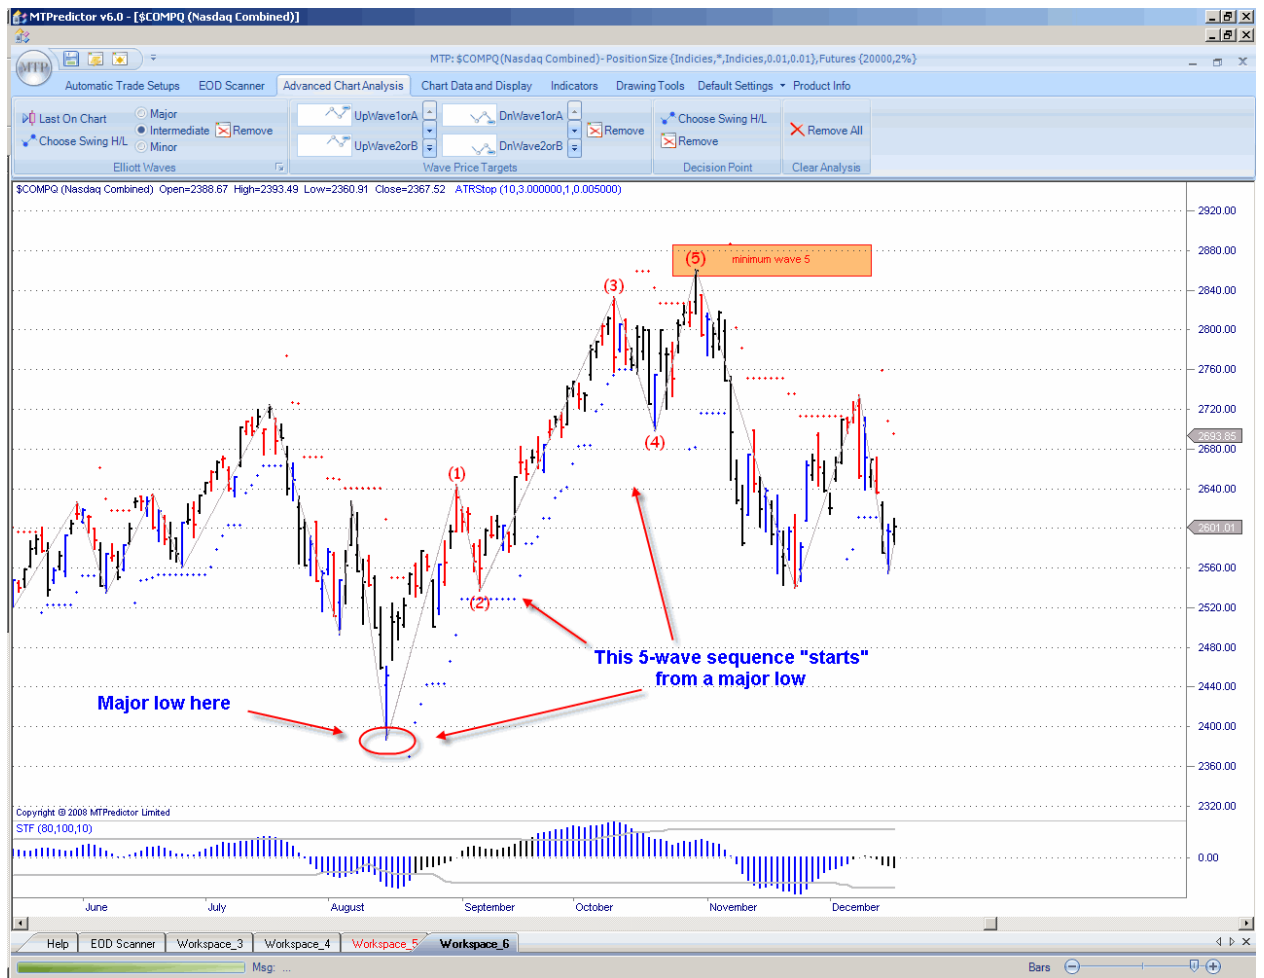 MTPredictor v6.0 - [$COMPQ (Nasdaq Combined)]
MTP
MTP: $COMPQ(Nasdaq Combined)- PositionSize {Indicies,*,Indicies,0.01,0.01},Futures {20000,2%}
Automatic Trade Setups EOD Scanner Advanced Chart Analysis Chart Data and Display Indicators Drawing Tools Default Settings Product Info
Last On Chart Major UpWave1orA DnWave1orA Choose Swing H/L
Choose Swing H/L Intermediate Remove Remove Remove All
Minor UpWave2orB DnWave2orB Remove
Elliott Waves Wave Price Targets Decision Point Clear Analysis
$COMPQ (Nasdaq Combined) Open=2388.67 High=2393.49 Low=2360.91 Close=2367.52 ATRStop (10,3.000000,1,0.005000)
2920.00
2880.00
(5) minimum wave 5
(3)
2840.00
2800.00
2760.00
2720.00
2693.85
(4)
2680.00
(1)
2640.00
2601.01
2560.00
(2)
2520.00
This 5-wave sequence "starts"
from a major low
2480.00
2440.00
Major low here
2400.00
2360.00
2320.00
Copyright © 2008 MTPredictor Limited
STF (80,100,10)
0.00
June July August September October November December
Help EOD Scanner Workspace_3 Workspace_4 Workspace_5 Workspace_6
Msg: ... Bars